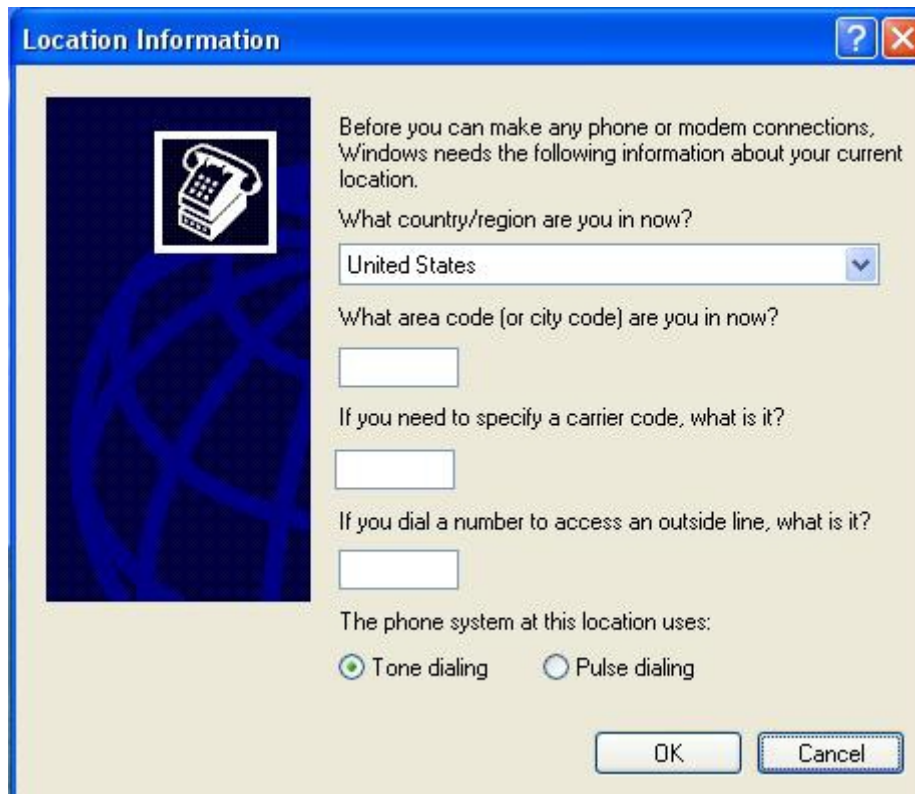 Location Information
?
Before you can make any phone or modem connections,
Windows needs the following information about your current
location.
What country/region are you in now?
United States
What area code (or city code) are you in now?
If you need to specify a carrier code, what is it?
If you dial a number to access an outside line, what is it?
The phone system at this location uses:
Tone dialing Pulse dialing
OK Cancel